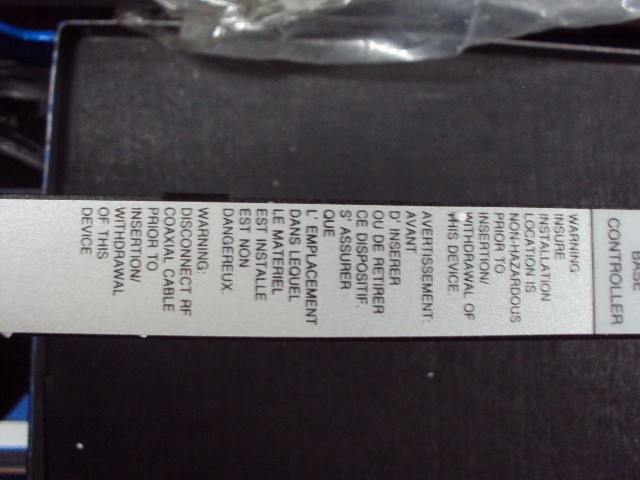 BASE
CONTROLLER
WARNING:
INSURE
INSTALLATION
LOCATION IS
NON-HAZARDOUS
PRIOR TO
INSERTION/
WITHDRAWAL OF
THIS DEVICE.
AVERTISSEMENT:
AVANT
D' INSERER
OU DE RETIRER
CE DISPOSITIF.
S' ASSURER
QUE
L' EMPLACEMENT
DANS LEQUEL
LE MATERIEL
EST INSTALLE
EST NON
DANGEREUX.
WARNING:
DISCONNECT RF
COAXIAL CABLE
PRIOR TO
INSERTION/
WITHDRAWAL
OF THIS
DEVICE